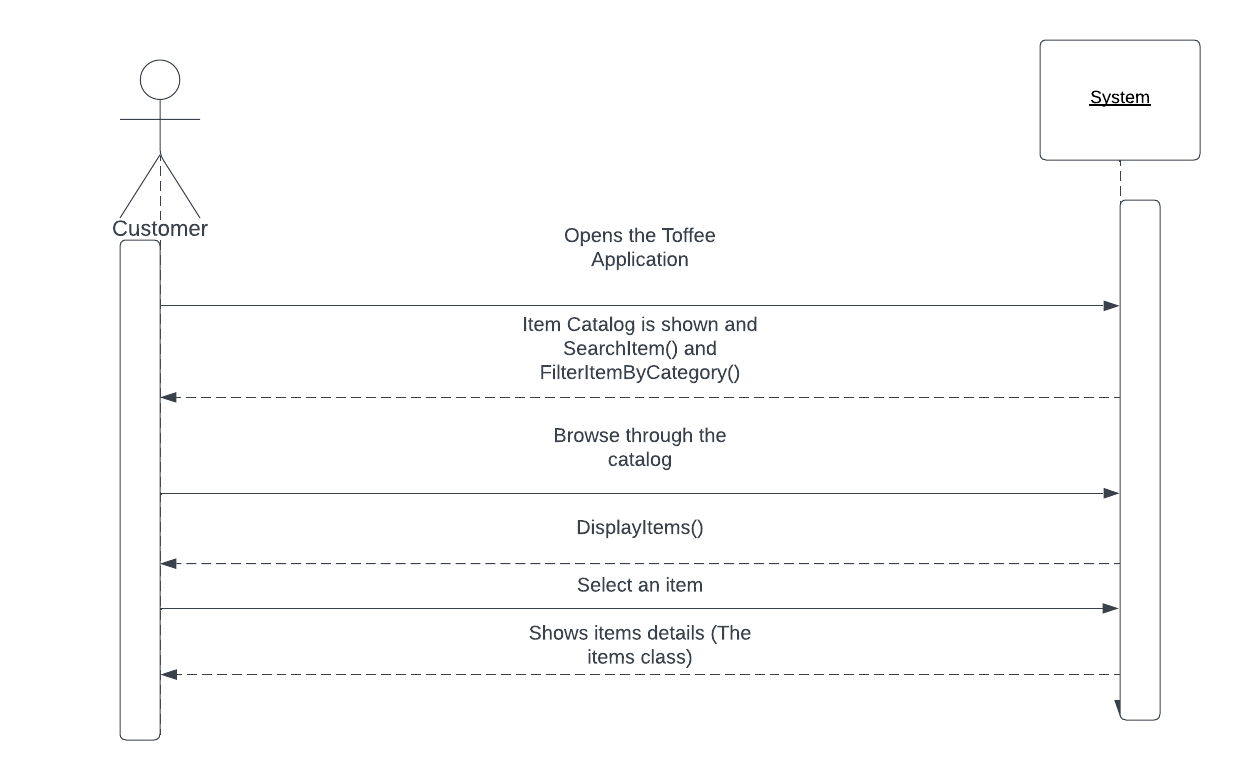 System
Customer
Opens the Toffee
Application
Item Catalog is shown and
SearchItem() and
FilterItemByCategory()
Browse through the
catalog
DisplayItems()
Select an item
Shows items details (The
items class)